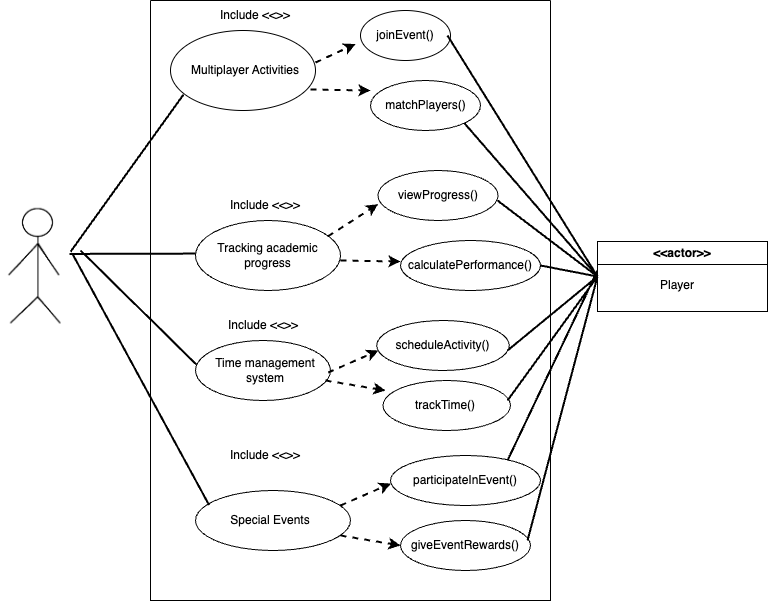 Include <<>>
joinEvent()
Multiplayer Activities
matchPlayers()
Include <<>>
viewProgress()
Tracking academic
progress
calculatePerformance()
<<actor>>
Player
Include <<>>
scheduleActivity()
Time management
system
trackTime()
Include <<>>
participateInEvent()
Special Events
giveEventRewards()